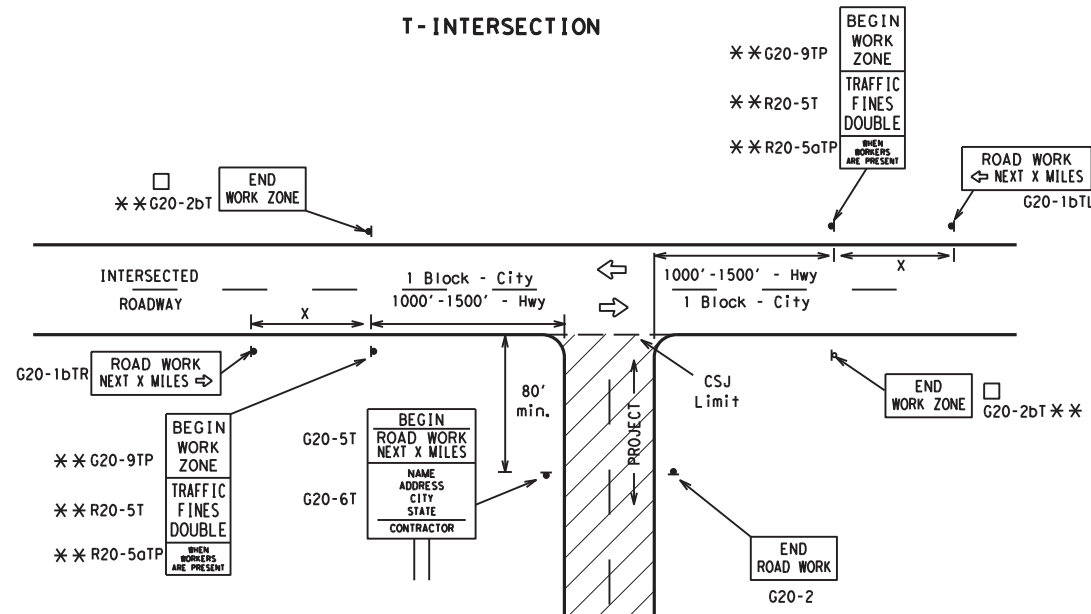 T-INTERSECTION
BEGIN
WORK
ZONE
TRAFFIC
FINES
DOUBLE
WHEN
WORKERS
ARE PRESENT
**G20-9TP
**R20-5T
**R20-5aTP
ROAD WORK
⇦ NEXT X MILES
G20-1bTL
□
**G20-2bT
END
WORK ZONE
INTERSECTED
ROADWAY
1 Block - City
1000'-1500' - Hwy
X
1000'-1500' - Hwy
1 Block - City
X
G20-1bTR
ROAD WORK
NEXT X MILES ⇨
80'
min.
CSJ
Limit
PROJECT
END
WORK ZONE
□
G20-2bT **
**G20-9TP
**R20-5T
**R20-5aTP
BEGIN
WORK
ZONE
TRAFFIC
FINES
DOUBLE
WHEN
WORKERS
ARE PRESENT
G20-5T
G20-6T
BEGIN
ROAD WORK
NEXT X MILES
NAME
ADDRESS
CITY
STATE
CONTRACTOR
END
ROAD WORK
G20-2